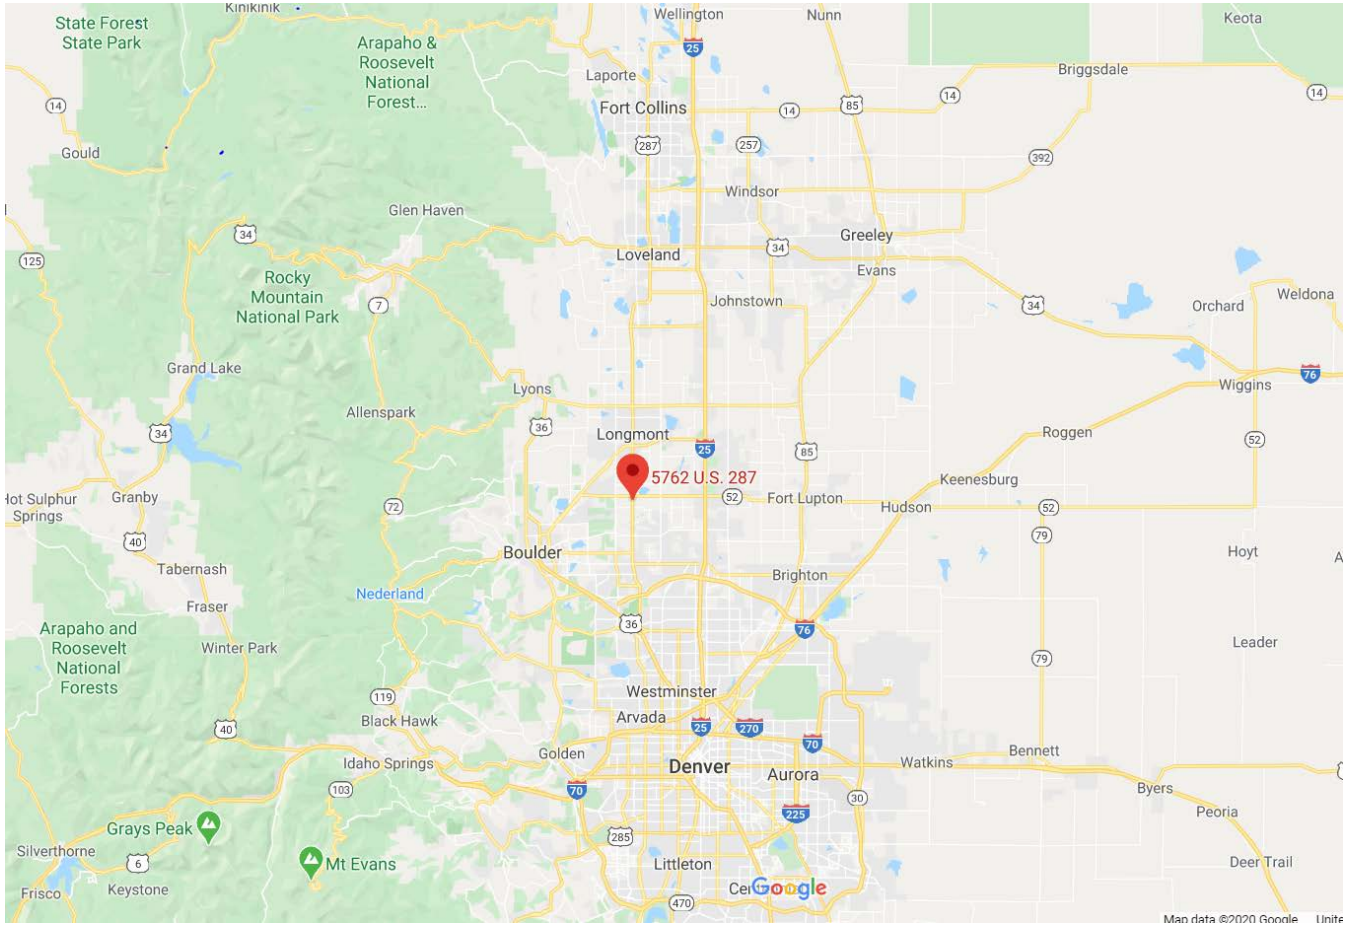 Kinikinik
Wellington
Nunn
Keota
State Forest
State Park
25
Arapaho &
Roosevelt
National
Forest...
Laporte
Briggsdale
14
Fort Collins
14
85
14
14
287
257
392
Gould
Windsor
Glen Haven
34
Greeley
125
Loveland
34
Evans
Rocky
Mountain
National Park
7
Johnstown
34
Orchard
Weldona
Grand Lake
Lyons
76
Wiggins
Allenspark
36
34
Longmont
25
85
Roggen
52
5762 U.S. 287
Keenesburg
Hot Sulphur
Springs
Granby
72
52
Fort Lupton
Hudson
52
40
Boulder
79
Hoyt
A
Tabernash
Brighton
Nederland
Fraser
36
76
Arapaho and
Roosevelt
National
Forests
Winter Park
Leader
79
119
Westminster
Black Hawk
Arvada
40
25
270
70
Idaho Springs
Golden
Denver
Aurora
Watkins
Bennett
103
70
30
Byers
225
Peoria
Grays Peak
285
Silverthorne
6
Mt Evans
Littleton
Deer Trail
Frisco
Keystone
Cen
Google
470
Map data ©2020 Google
Unite